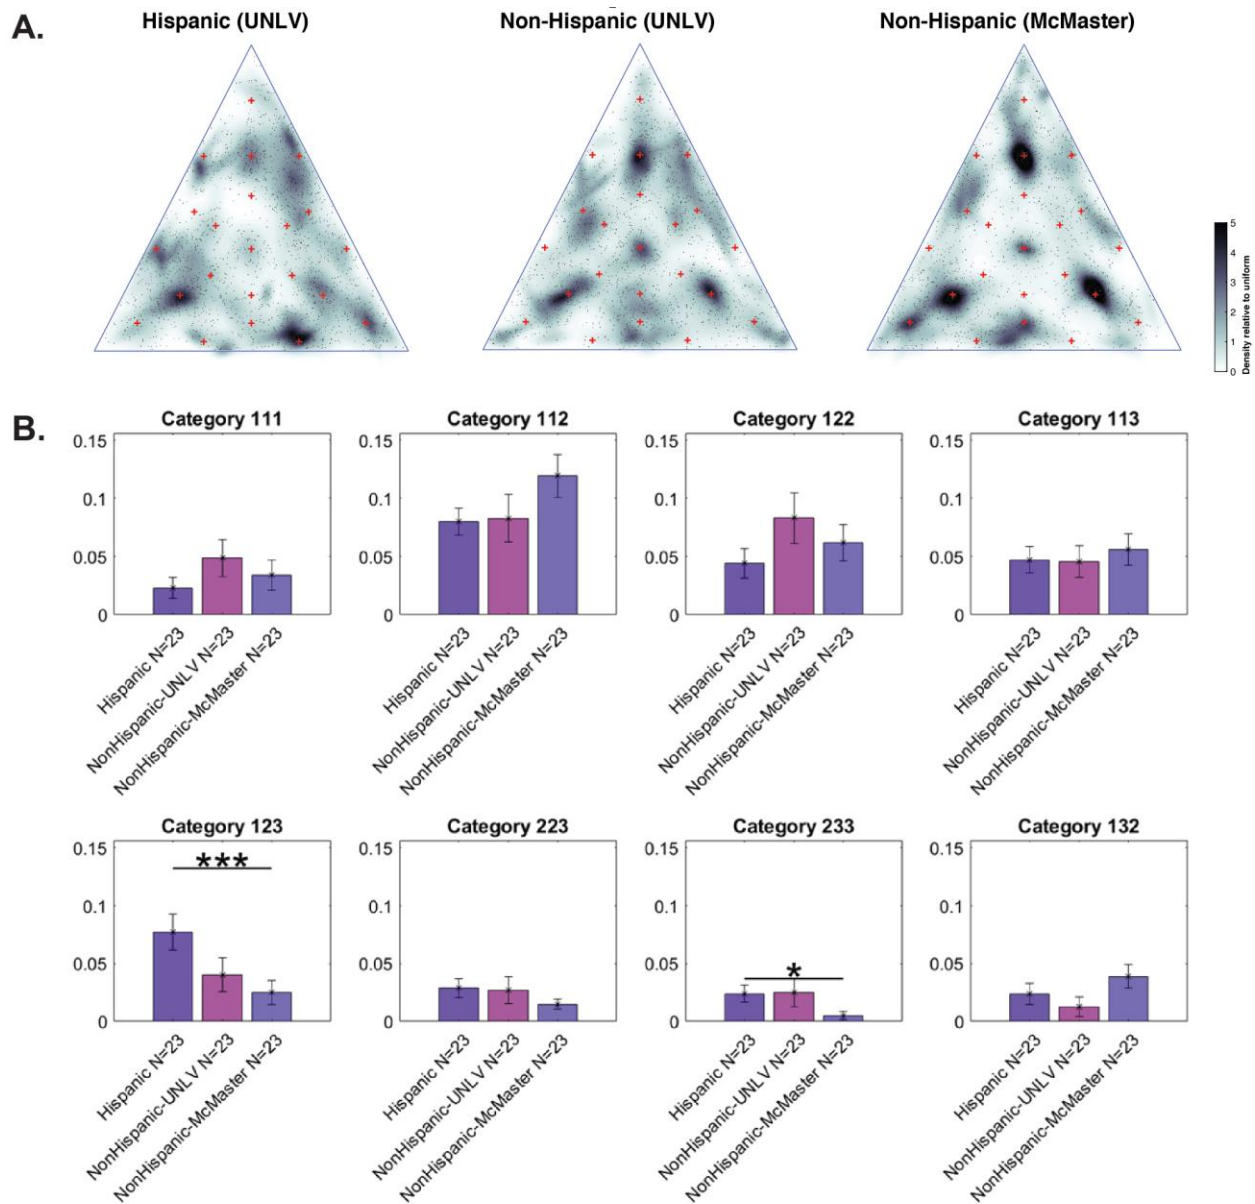 A.
Hispanic (UNLV)
Non-Hispanic (UNLV)
Non-Hispanic (McMaster)
5
4
3
2
1
0
Density relative to uniform
B.
Category 111
0.15
0.1
0.05
0
Hispanic N=23
NonHispanic-UNLV N=23
NonHispanic-McMaster N=23
Category 112
0.15
0.1
0.05
0
Hispanic N=23
NonHispanic-UNLV N=23
NonHispanic-McMaster N=23
Category 122
0.15
0.1
0.05
0
Hispanic N=23
NonHispanic-UNLV N=23
NonHispanic-McMaster N=23
Category 113
0.15
0.1
0.05
0
Hispanic N=23
NonHispanic-UNLV N=23
NonHispanic-McMaster N=23
Category 123
0.15
0.1
0.05
0
***
Hispanic N=23
NonHispanic-UNLV N=23
NonHispanic-McMaster N=23
Category 223
0.15
0.1
0.05
0
Hispanic N=23
NonHispanic-UNLV N=23
NonHispanic-McMaster N=23
Category 233
0.15
0.1
0.05
0
*
Hispanic N=23
NonHispanic-UNLV N=23
NonHispanic-McMaster N=23
Category 132
0.15
0.1
0.05
0
Hispanic N=23
NonHispanic-UNLV N=23
NonHispanic-McMaster N=23